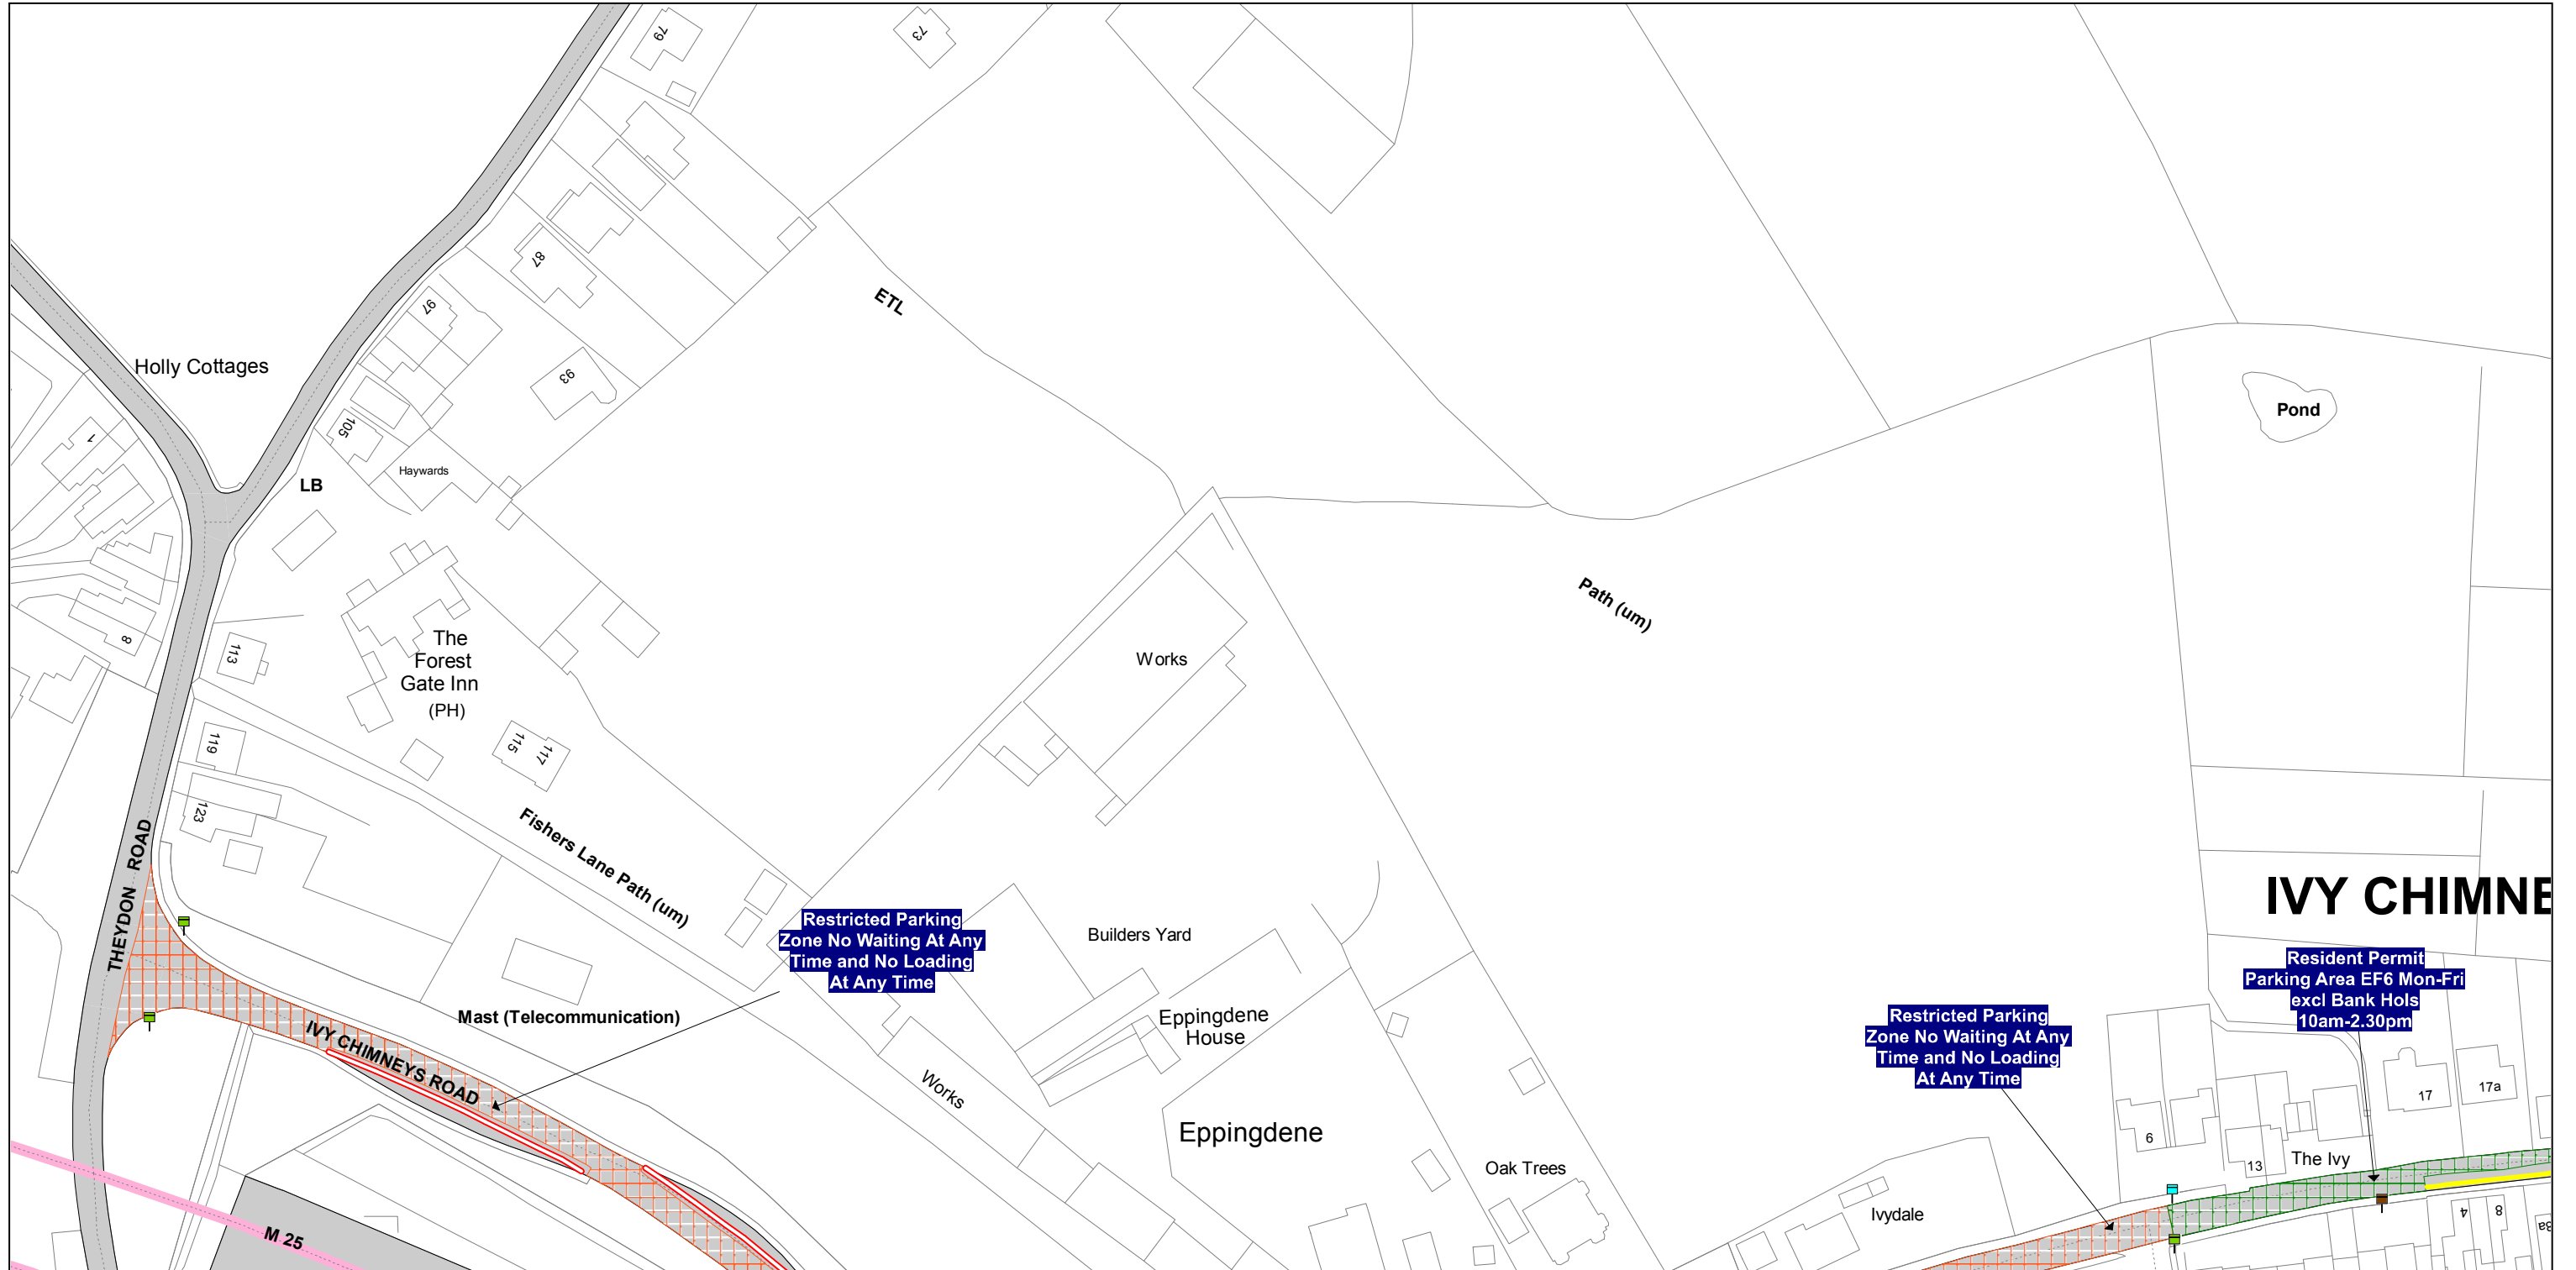 79
73
87
97
93
105
ETL
Holly Cottages
1
Haywards
LB
Pond
8
113
The
Forest
Gate Inn
(PH)
Works
Path (um)
119
115
117
123
Fishers Lane Path (um)
THEYDON ROAD
IVY CHIMNE
Restricted Parking
Zone No Waiting At Any
Time and No Loading
At Any Time
Builders Yard
Resident Permit
Parking Area EF6 Mon-Fri
excl Bank Hols
10am-2.30pm
Mast (Telecommunication)
Eppingdene
House
Restricted Parking
Zone No Waiting At Any
Time and No Loading
At Any Time
IVY CHIMNEYS ROAD
Works
17
17a
Eppingdene
6
Oak Trees
13
The Ivy
Ivydale
4
8
M 25